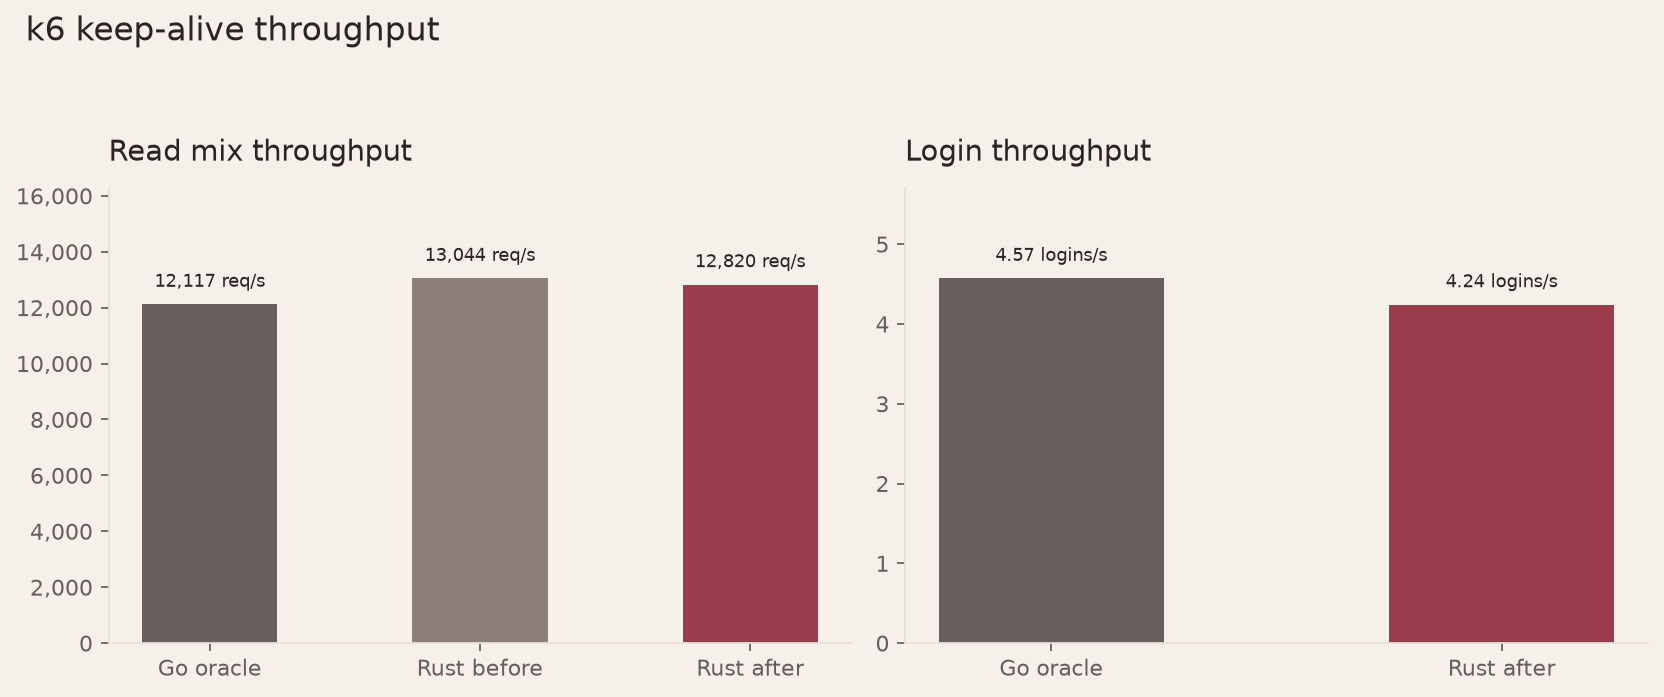 k6 keep-alive throughput
Read mix throughput
16,000
14,000
12,000
10,000
8,000
6,000
4,000
2,000
0
12,117 req/s
13,044 req/s
12,820 req/s
Go oracle
Rust before
Rust after
Login throughput
5
4
3
2
1
0
4.57 logins/s
4.24 logins/s
Go oracle
Rust after